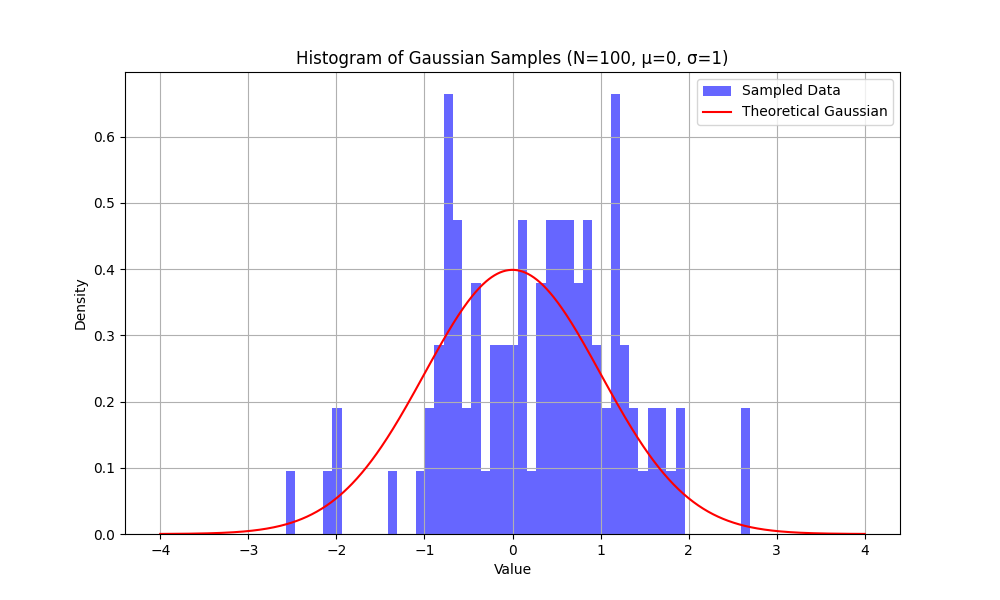 Histogram of Gaussian Samples (N=100, μ=0, σ=1)
Sampled Data
Theoretical Gaussian
Density
0.6
0.5
0.4
0.3
0.2
0.1
0.0
−4 −3 −2 −1 0 1 2 3 4
Value